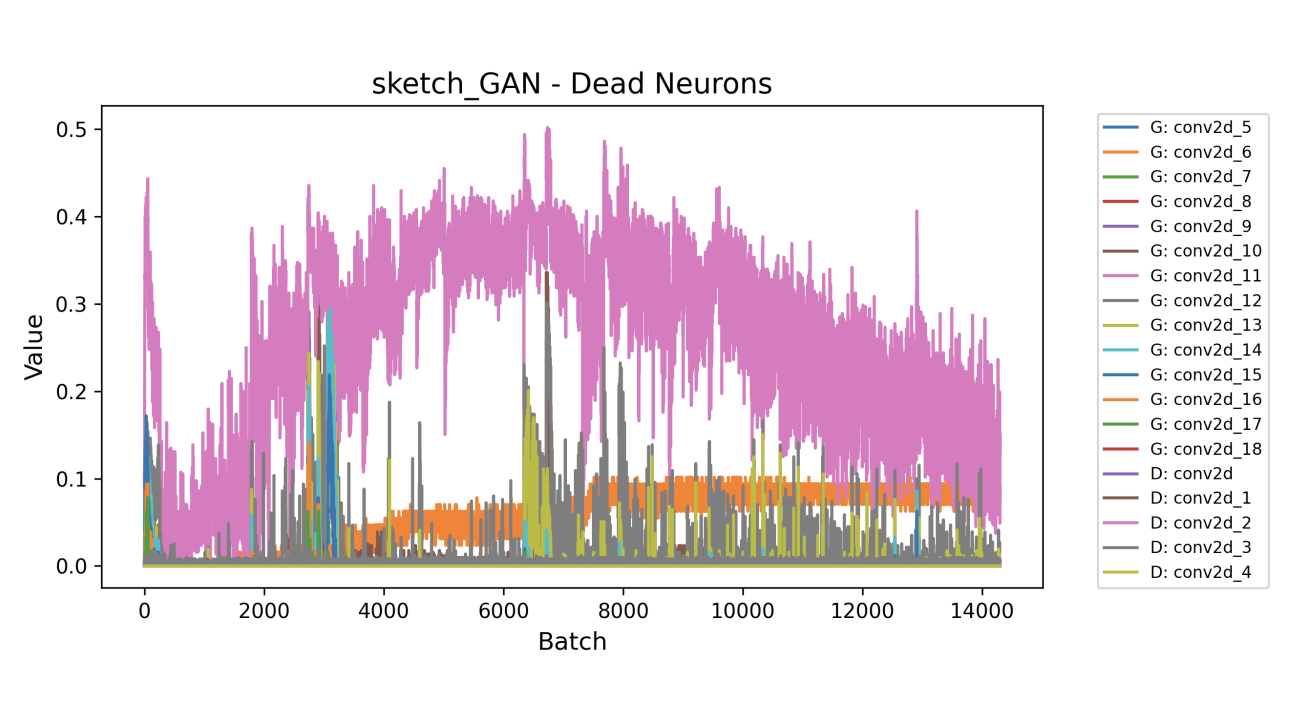 sketch_GAN - Dead Neurons
Value
0.5
0.4
0.3
0.2
0.1
0.0
0 2000 4000 6000 8000 10000 12000 14000
Batch
G: conv2d_5
G: conv2d_6
G: conv2d_7
G: conv2d_8
G: conv2d_9
G: conv2d_10
G: conv2d_11
G: conv2d_12
G: conv2d_13
G: conv2d_14
G: conv2d_15
G: conv2d_16
G: conv2d_17
G: conv2d_18
D: conv2d
D: conv2d_1
D: conv2d_2
D: conv2d_3
D: conv2d_4